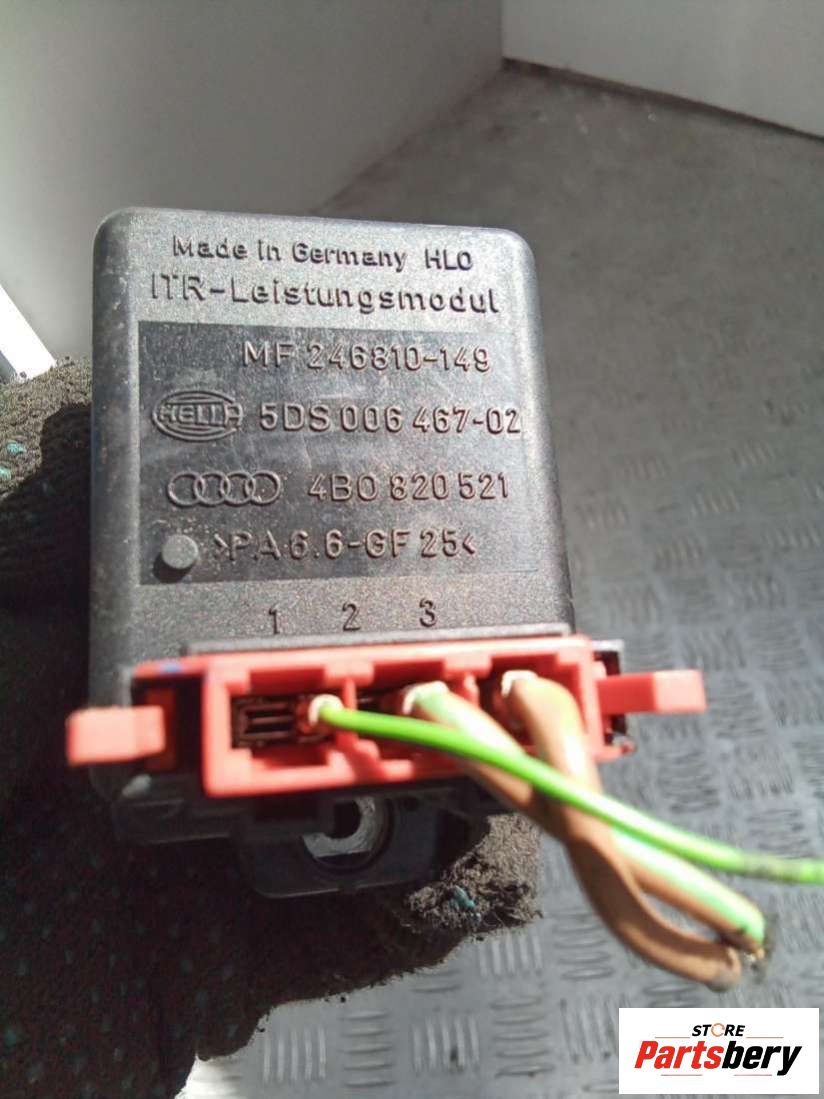 Made in Germany HLO
ITR-Leistungsmodul
MF 246810-149
HELLA 5DS 006 467-02
4B0 820 521
>PA 6.6-GF 25<
1 2 3
STORE
Partsbery